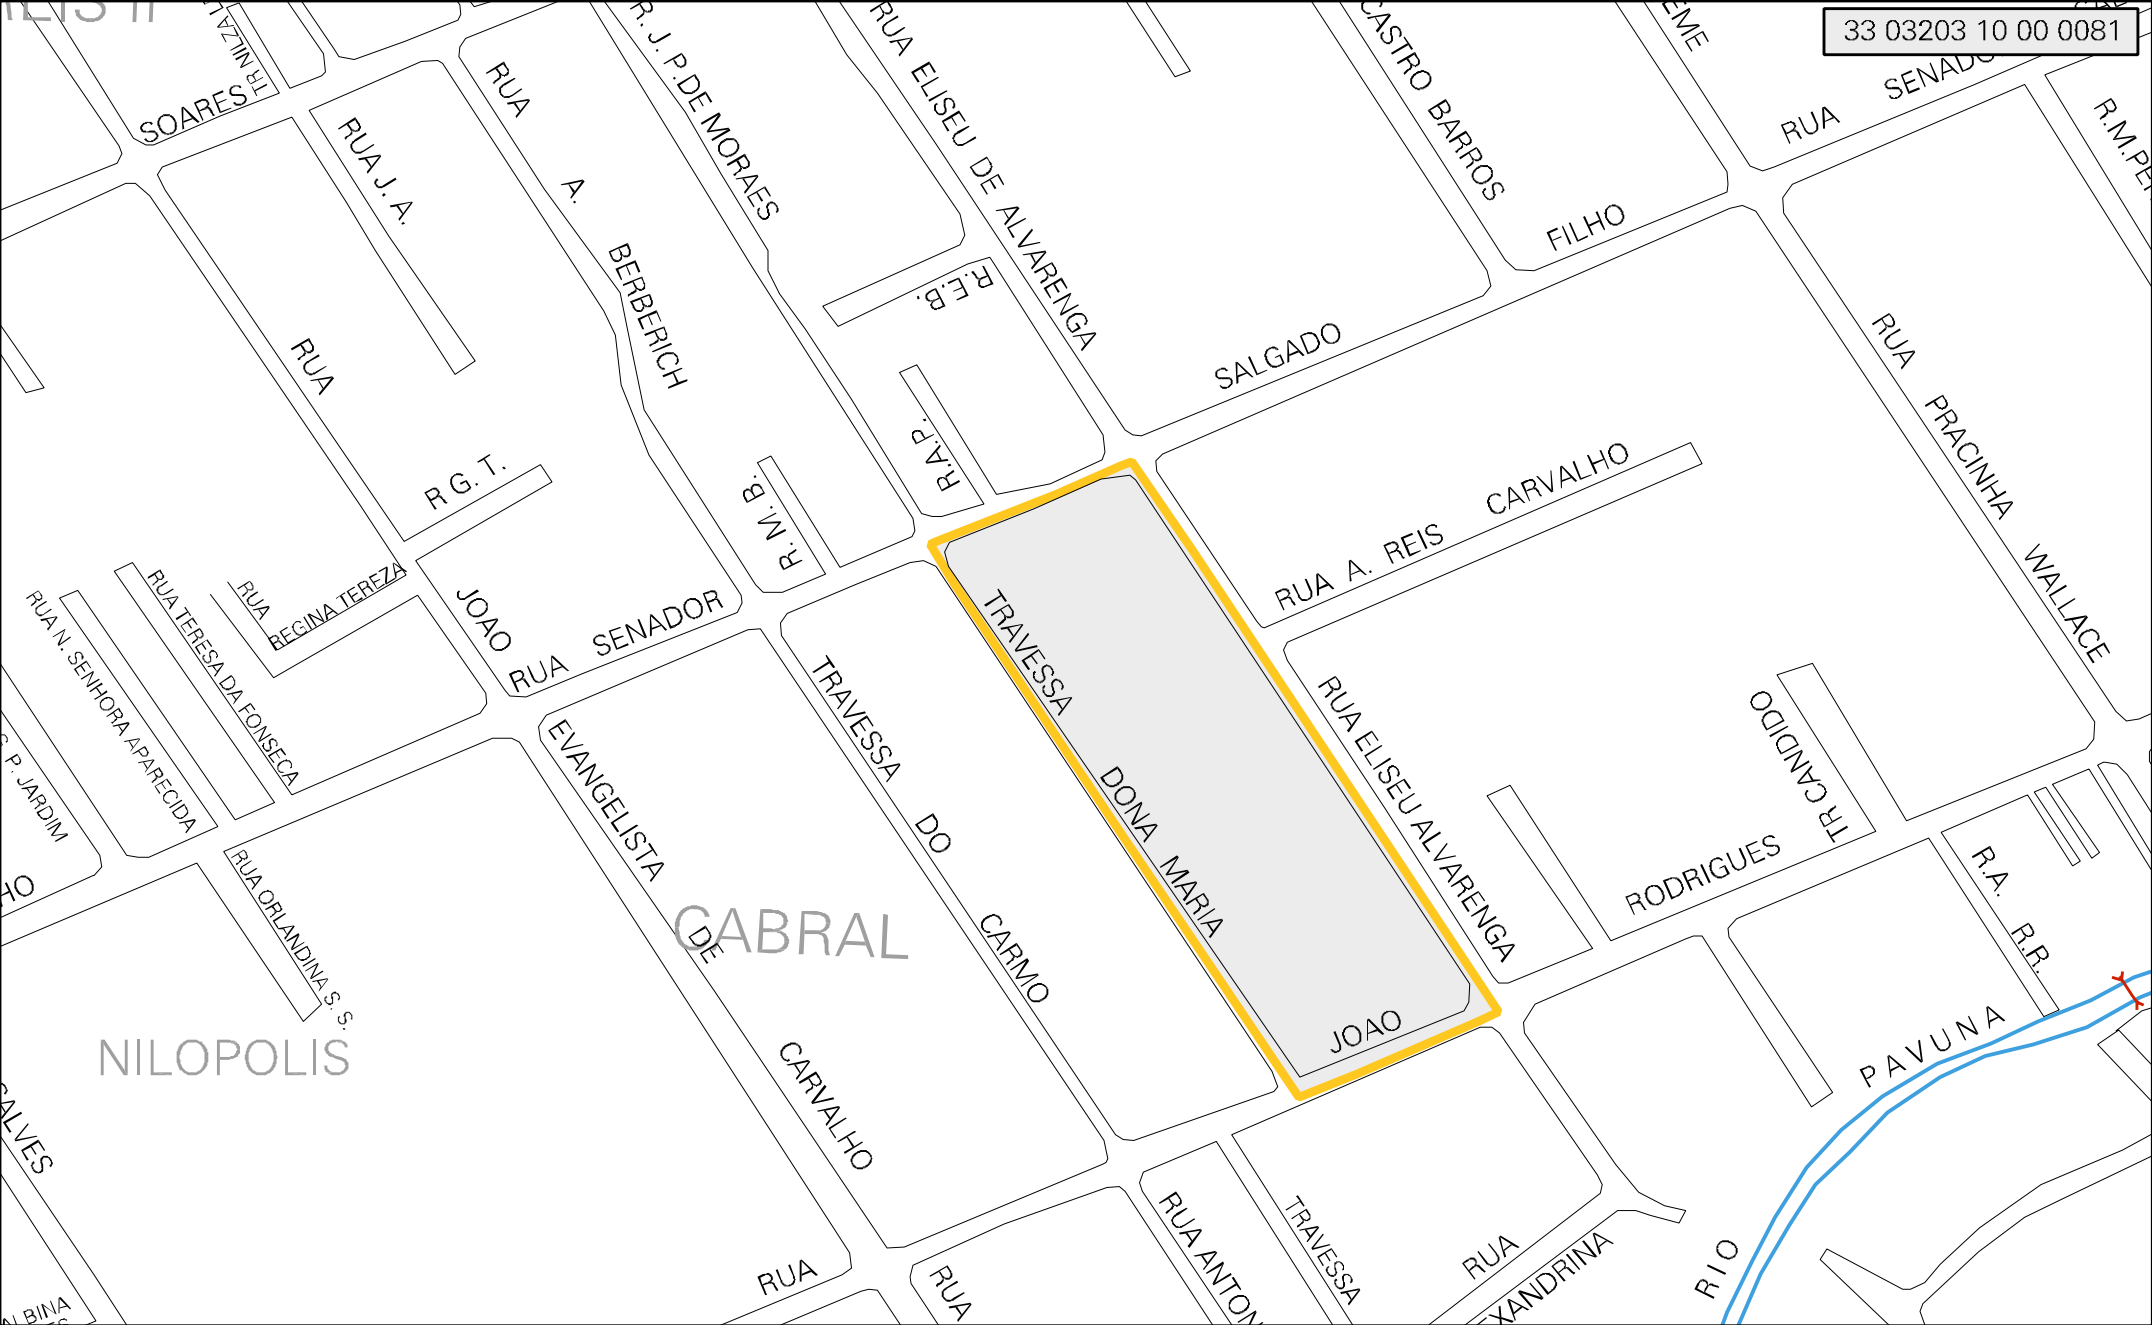 33 03203 10 00 0081
SOARES
RUA J. A.
RUA A. BERBERICH
R. J. P.DE MORAES
RUA ELISEU DE ALVARENGA
CASTRO BARROS
RUA SENADOR SALGADO FILHO
RUA
R.E.B.
R.A.P.
R. M. B.
R G. T.
RUA REGINA TEREZA
RUA TERESA DA FONSECA
RUA N. SENHORA APARECIDA
P. JARDIM
RUA JOAO EVANGELISTA DE CARVALHO
RUA ORLANDINA S. S.
TRAVESSA DO CARMO
TRAVESSA DONA MARIA
RUA ELISEU ALVARENGA
RUA A. REIS CARVALHO
RUA PRACINHA WALLACE
TR CANDIDO
RUA JOAO RODRIGUES
R.A. R.R.
RIO PAVUNA
CABRAL
NILOPOLIS
RUA
RUA
TRAVESSA
RUA